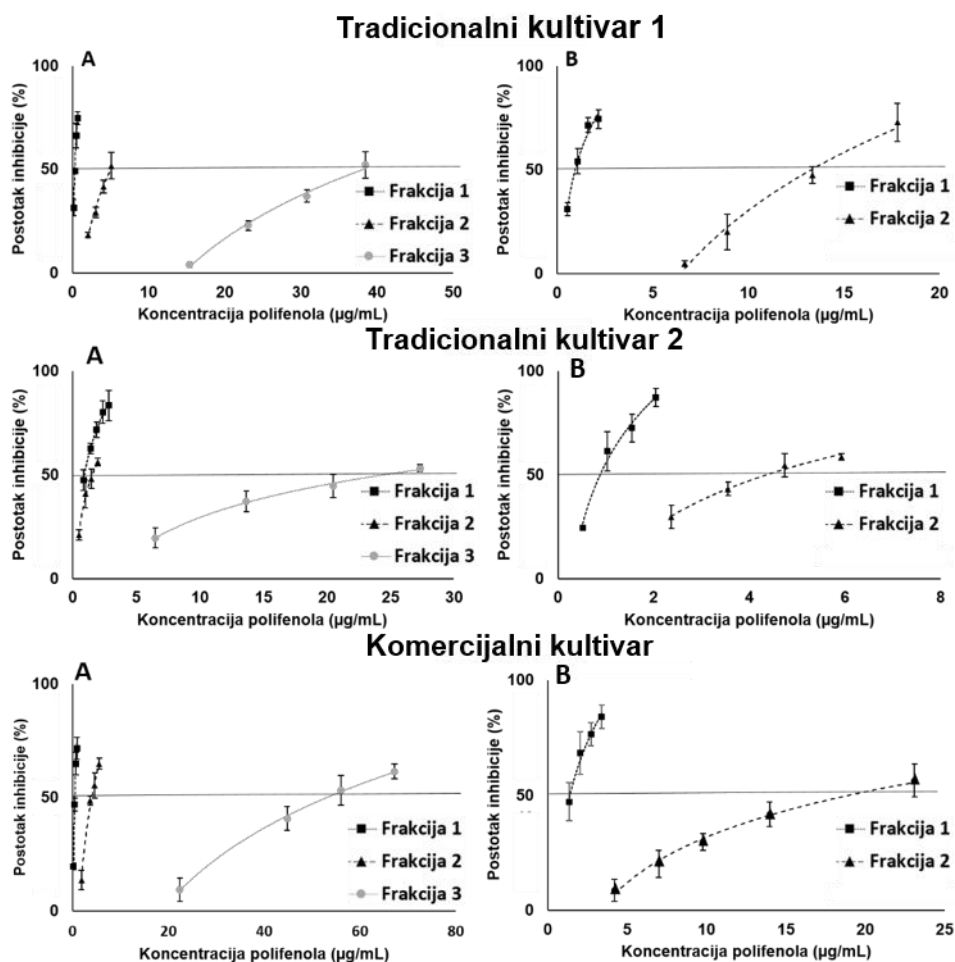 Tradicionalni kultivar 1
A
Postotak inhibicije (%)
100
50
0
0 10 20 30 40 50
Koncentracija polifenola (µg/mL)
Frakcija 1
Frakcija 2
Frakcija 3
B
Postotak inhibicije (%)
100
50
0
0 5 10 15 20
Koncentracija polifenola (µg/mL)
Frakcija 1
Frakcija 2
Tradicionalni kultivar 2
A
Postotak inhibicije (%)
100
50
0
0 10 20 30
Koncentracija polifenola (µg/mL)
Frakcija 1
Frakcija 2
Frakcija 3
B
Postotak inhibicije (%)
100
50
0
0 2 4 6 8
Koncentracija polifenola (µg/mL)
Frakcija 1
Frakcija 2
Komercijalni kultivar
A
Postotak inhibicije (%)
100
50
0
0 20 40 60 80
Koncentracija polifenola (µg/mL)
Frakcija 1
Frakcija 2
Frakcija 3
B
Postotak inhibicije (%)
100
50
0
0 5 10 15 20 25
Koncentracija polifenola (µg/mL)
Frakcija 1
Frakcija 2